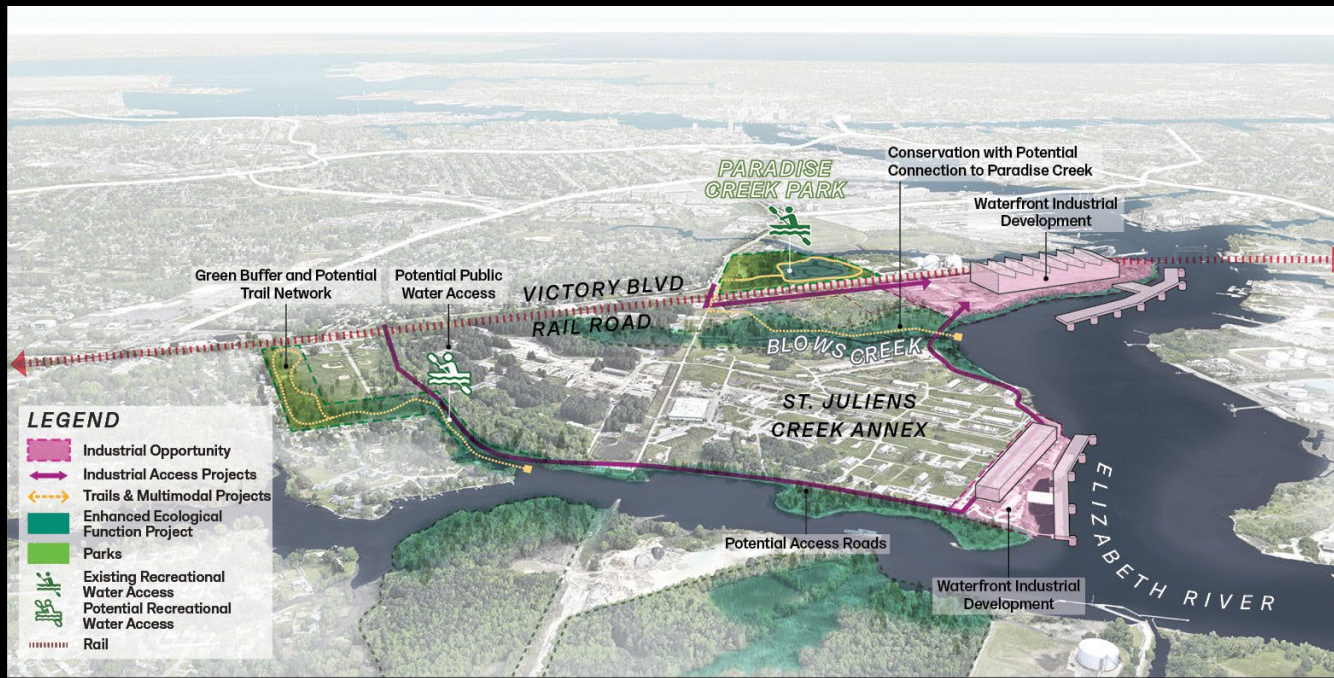 PARADISE
CREEK PARK
Conservation with Potential
Connection to Paradise Creek
Waterfront Industrial
Development
Green Buffer and Potential
Trail Network
Potential Public
Water Access
VICTORY BLVD
RAIL ROAD
BLOWS CREEK
ST. JULIENS
CREEK ANNEX
ELIZABETH RIVER
Potential Access Roads
Waterfront Industrial
Development
LEGEND
Industrial Opportunity
Industrial Access Projects
Trails & Multimodal Projects
Enhanced Ecological
Function Project
Parks
Existing Recreational
Water Access
Potential Recreational
Water Access
Rail